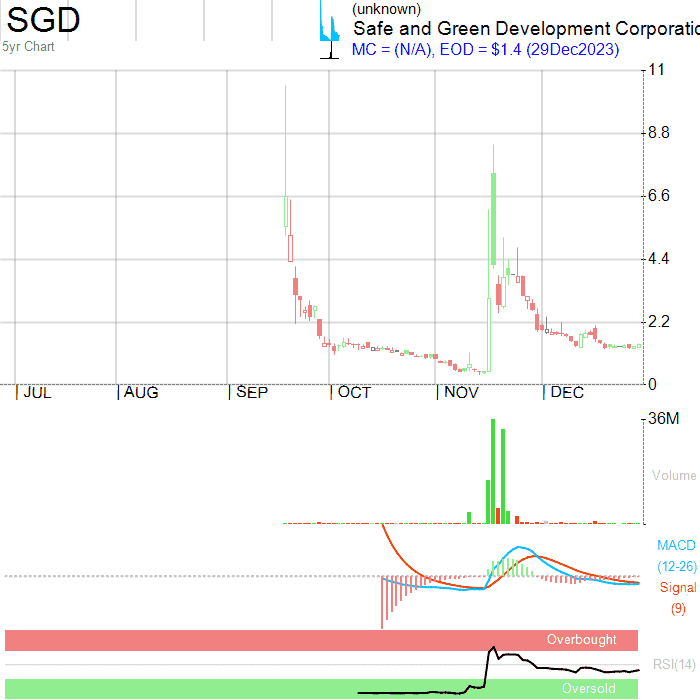 SGD
(unknown)
Safe and Green Development Corporatio
5yr Chart
MC = (N/A), EOD = $1.4 (29Dec2023)
11
8.8
6.6
4.4
2.2
0
JUL AUG SEP OCT NOV DEC
36M
Volume
MACD
(12-26)
Signal
(9)
Overbought
RSI(14)
Oversold